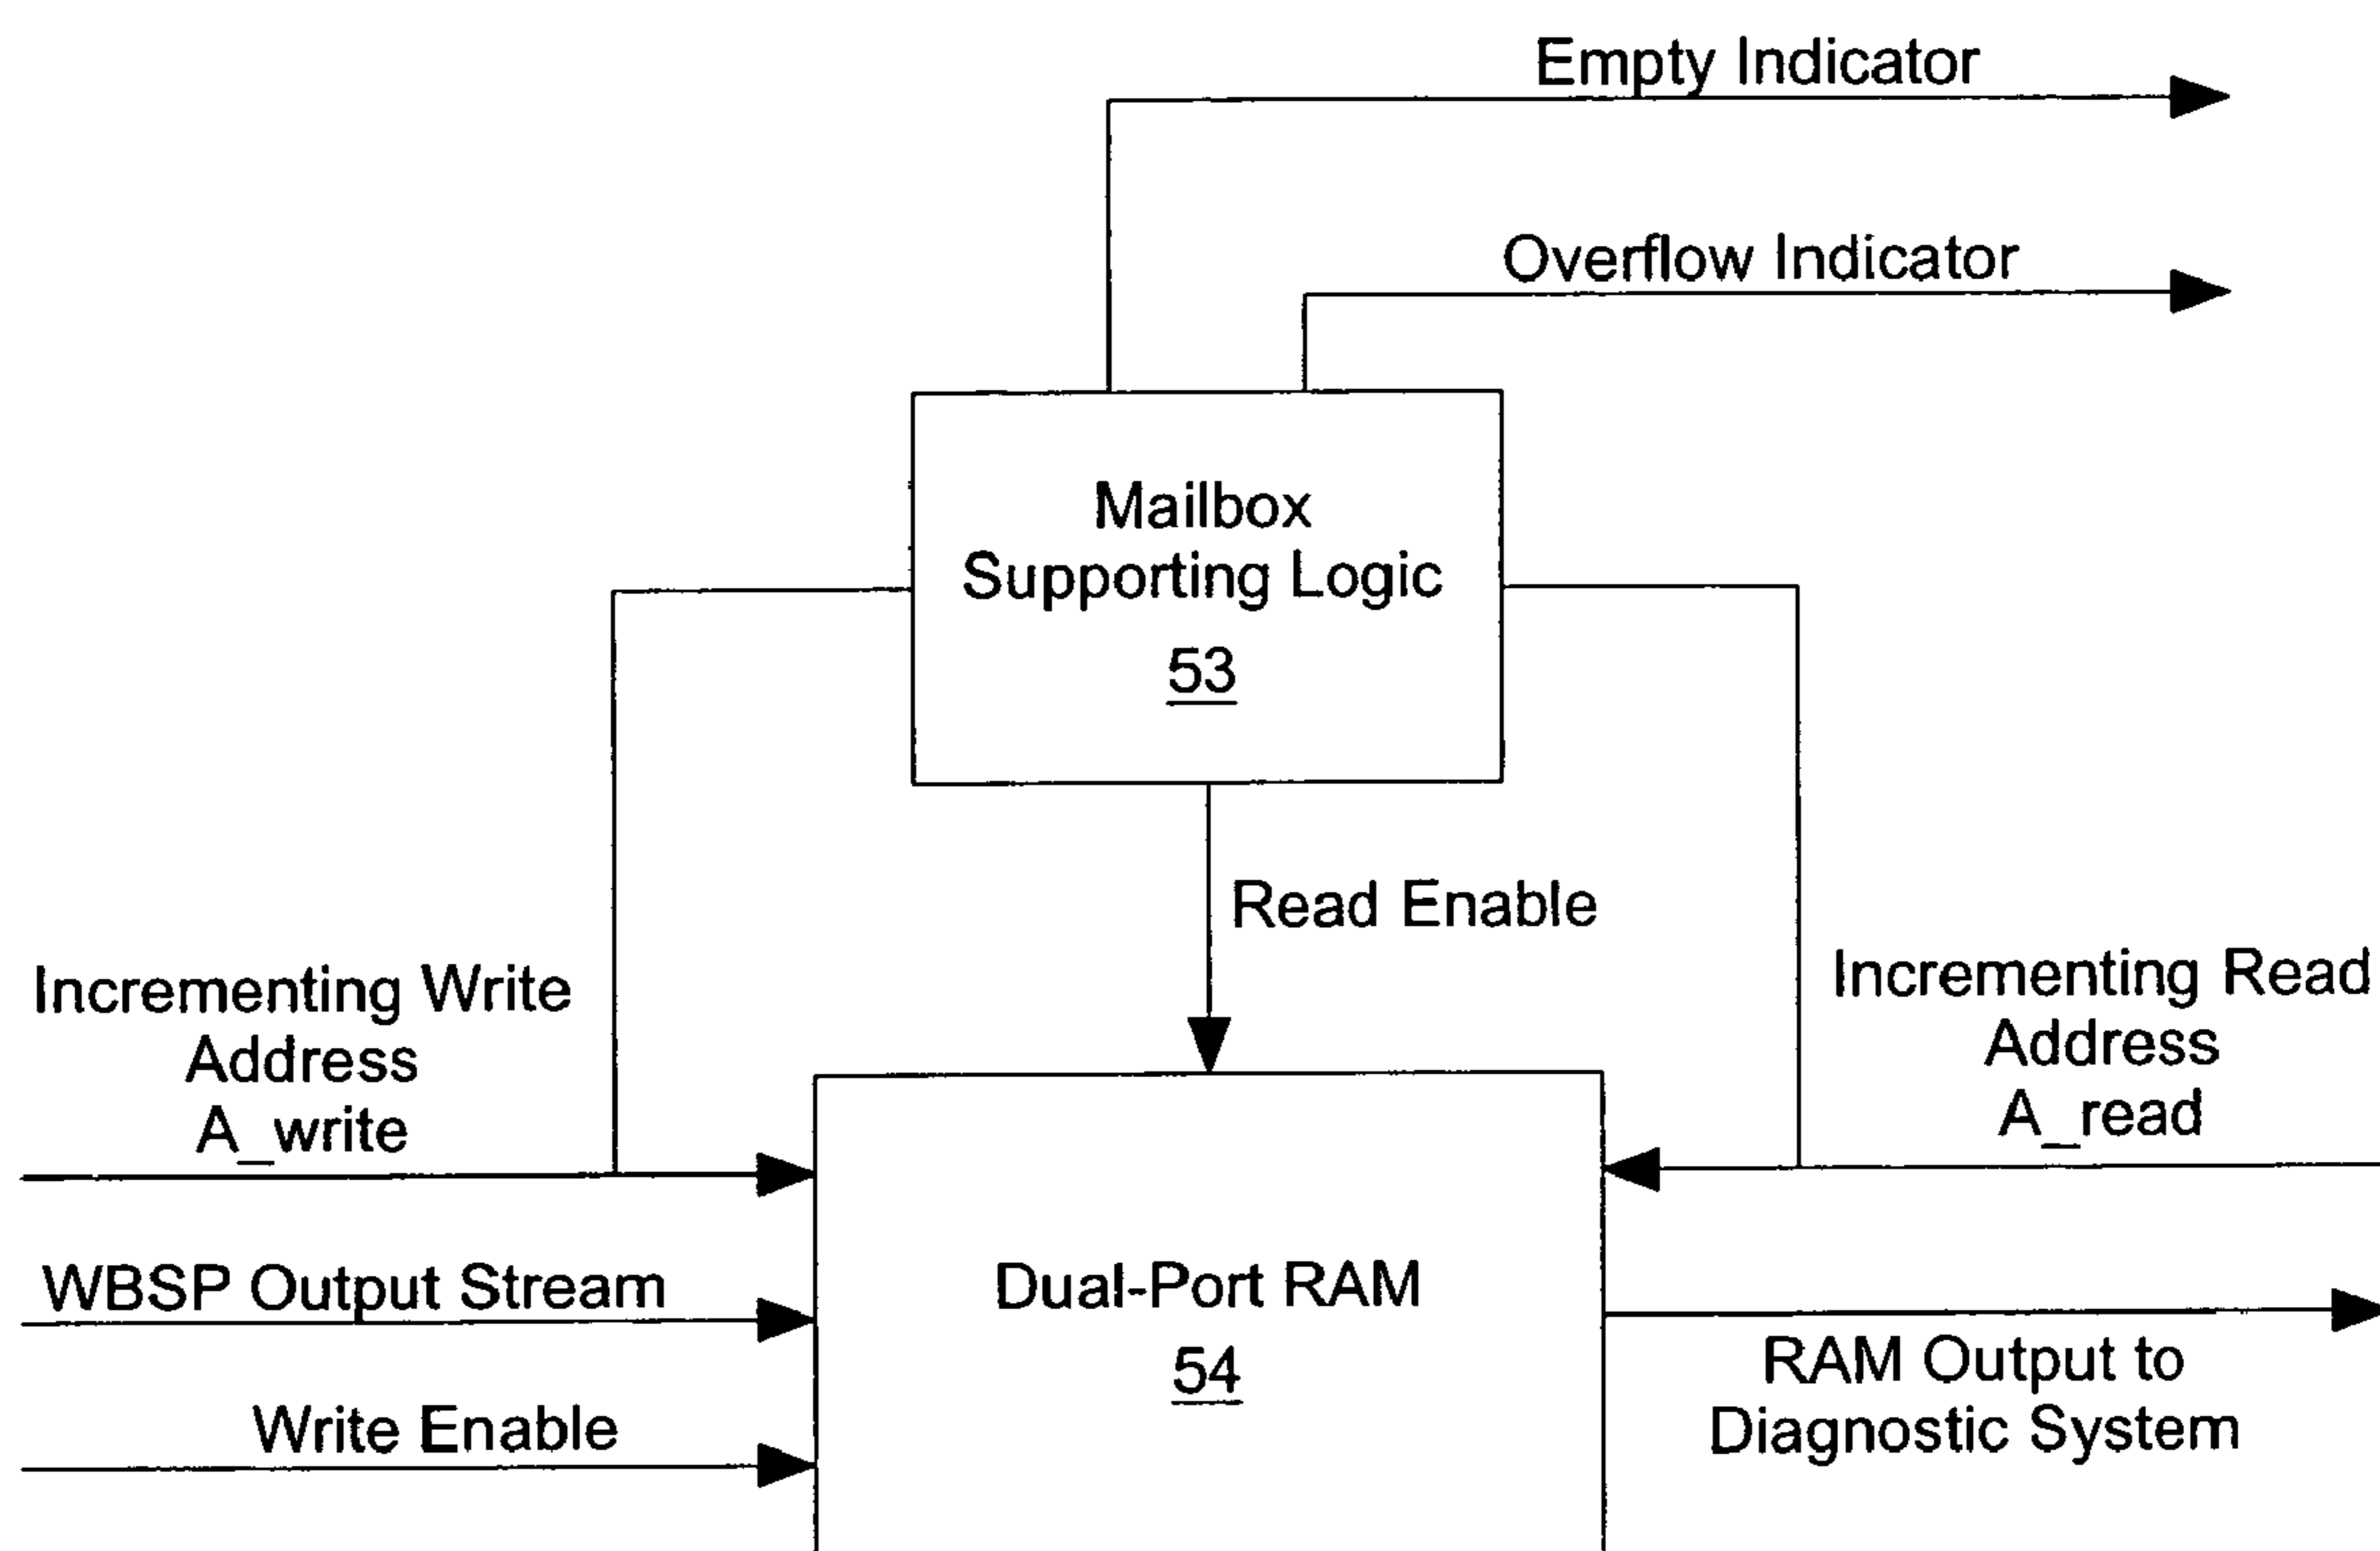 Empty Indicator
Overflow Indicator
Mailbox
Supporting Logic
53
Read Enable
Incrementing Write
Address
A_write
Incrementing Read
Address
A_read
WBSP Output Stream
Dual-Port RAM
54
Write Enable
RAM Output to
Diagnostic System